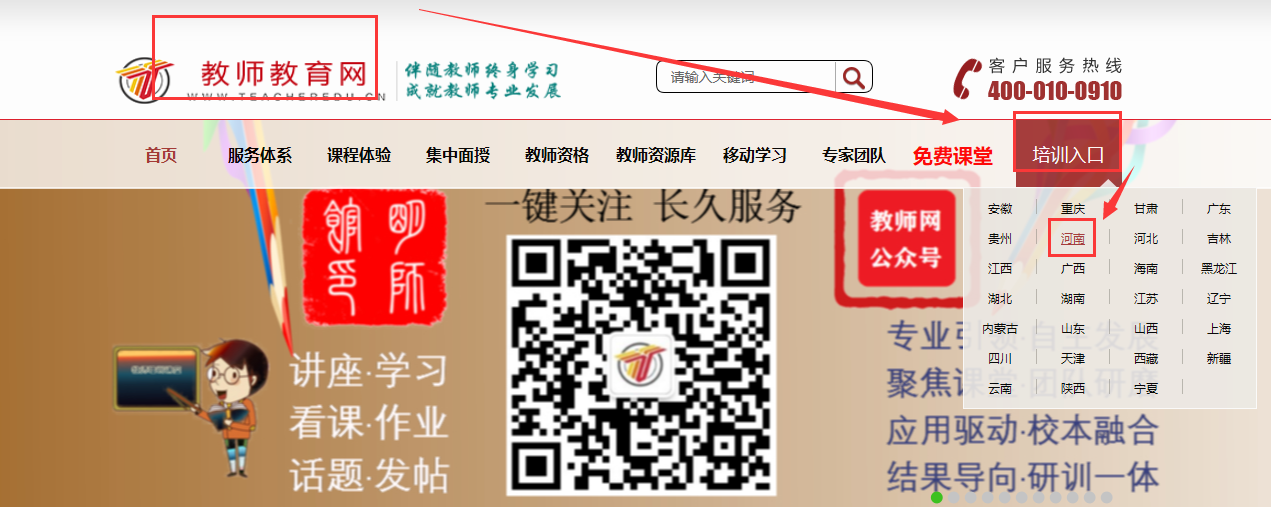 教师教育网
WWW.TEACHEREDU.CN
伴随教师终身学习
成就教师专业发展
请输入关键词
客户服务热线
400-010-0910
首页 服务体系 课程体验 集中面授 教师资格 教师资源库 移动学习 专家团队 免费课堂 培训入口
安徽 重庆 甘肃 广东
贵州 河南 河北 吉林
江西 广西 海南 黑龙江
湖北 湖南 江苏 辽宁
内蒙古 山东 山西 上海
四川 天津 西藏 新疆
云南 陕西 宁夏
明师
馆印
一键关注 长久服务
教师网
公众号
讲座·学习
看课·作业
话题·发帖
专业引领·自主发展
聚焦课堂·团队研磨
应用驱动·校本融合
结果导向·研训一体